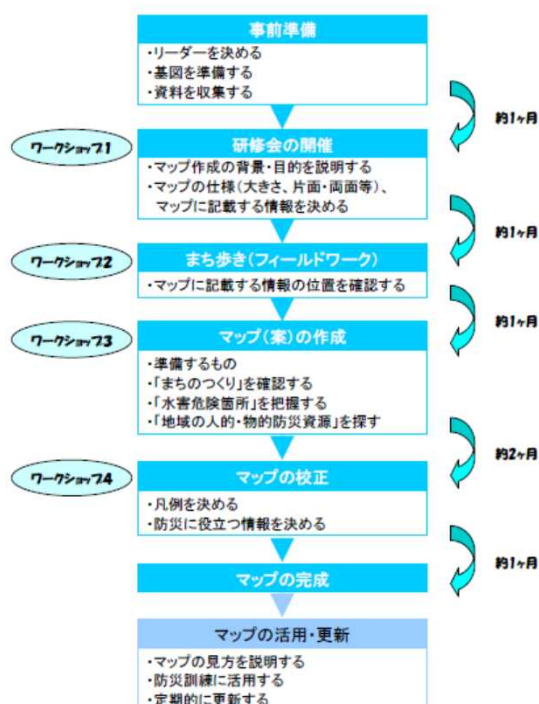 事前準備
・リーダーを決める
・基図を準備する
・資料を収集する
約1ヶ月
ワークショップ1
研修会の開催
・マップ作成の背景・目的を説明する
・マップの仕様(大きさ、片面・両面等)、
マップに記載する情報を決める
約1ヶ月
ワークショップ2
まち歩き(フィールドワーク)
・マップに記載する情報の位置を確認する
約1ヶ月
ワークショップ3
マップ(案)の作成
・準備するもの
・「まちのつくり」を確認する
・「水害危険箇所」を把握する
・「地域の人的・物的防災資源」を探す
約2ヶ月
ワークショップ4
マップの校正
・凡例を決める
・防災に役立つ情報を決める
約1ヶ月
マップの完成
マップの活用・更新
・マップの見方を説明する
・防災訓練に活用する
・定期的に更新する